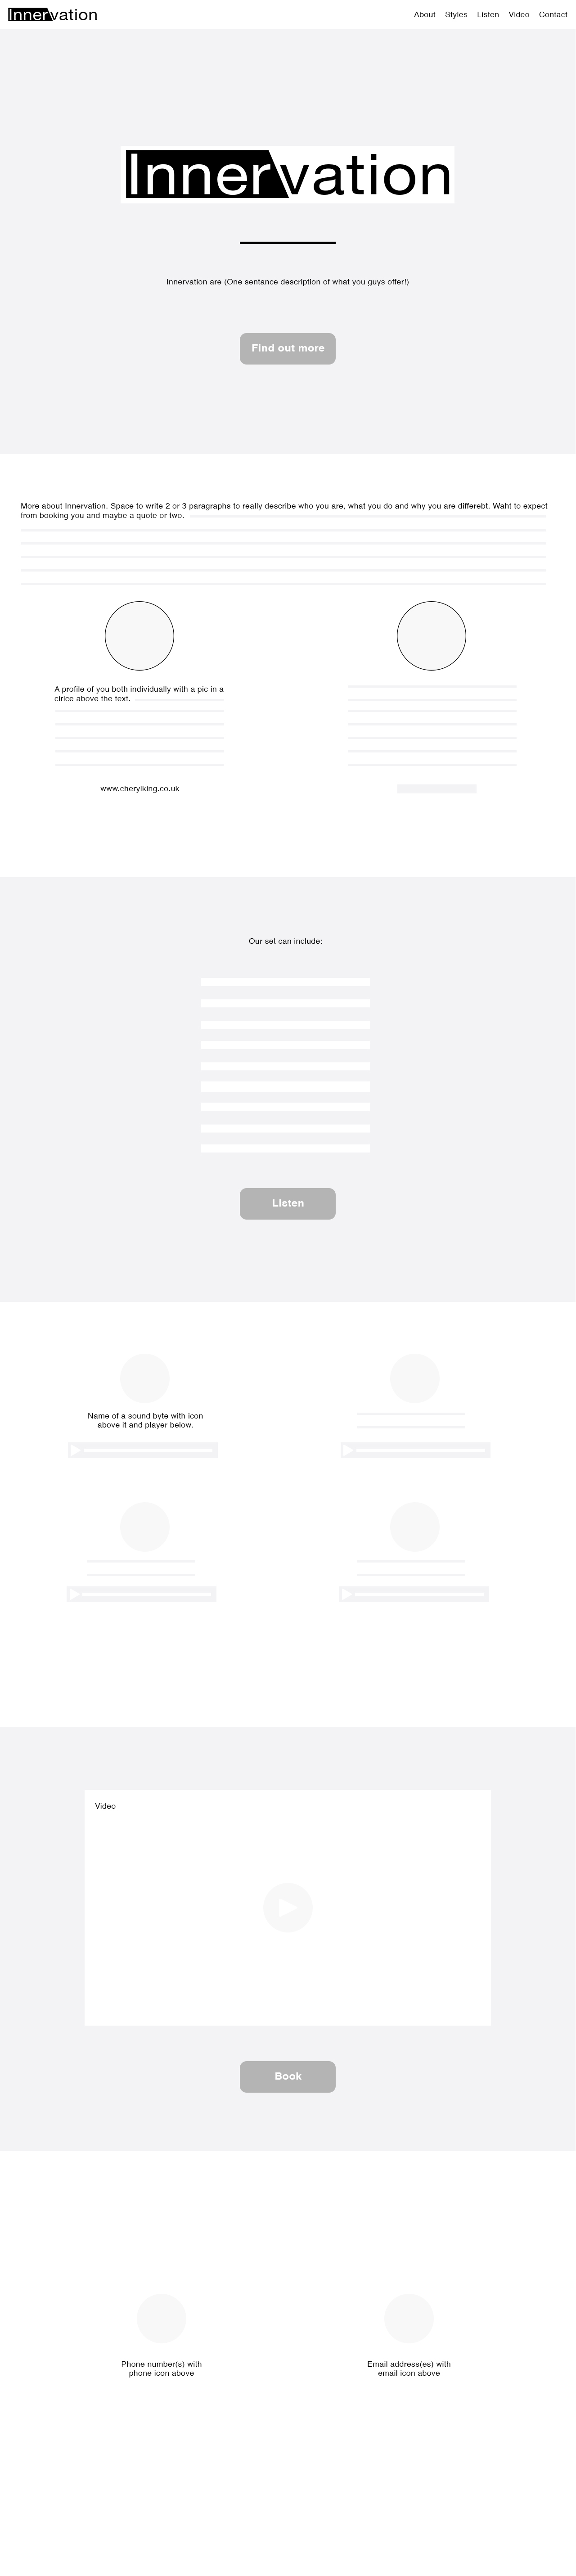 Innervation
About Styles Listen Video Contact
Innervation
Innervation are (One sentance description of what you guys offer!)
Find out more
More about Innervation. Space to write 2 or 3 paragraphs to really describe who you are, what you do and why you are differebt. Waht to expect
from booking you and maybe a quote or two.
A profile of you both individually with a pic in a
cirlce above the text.
www.cherylking.co.uk
Our set can include:
Listen
Name of a sound byte with icon
above it and player below.
Video
Book
Phone number(s) with
phone icon above
Email address(es) with
email icon above